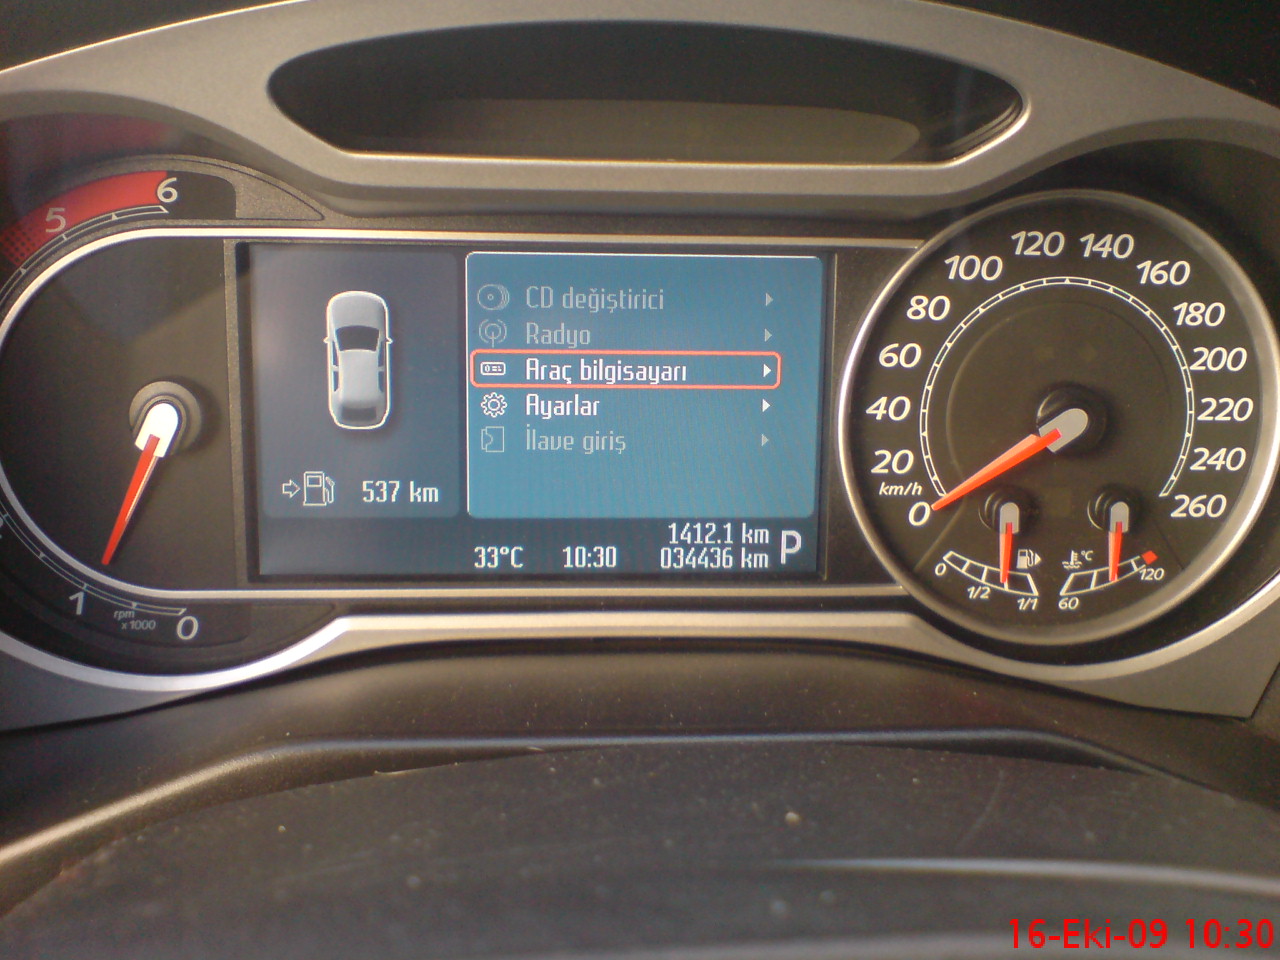 6
5
1
0
rpm
x1000
CD değiştirici
Radyo
Araç bilgisayarı
Ayarlar
İlave giriş
537 km
1412.1 km
33°C 10:30 034436 km P
0
20
40
60
80
100
120
140
160
180
200
220
240
260
km/h
0 1/2 1/1
°C
60 120
16-Eki-09 10:30